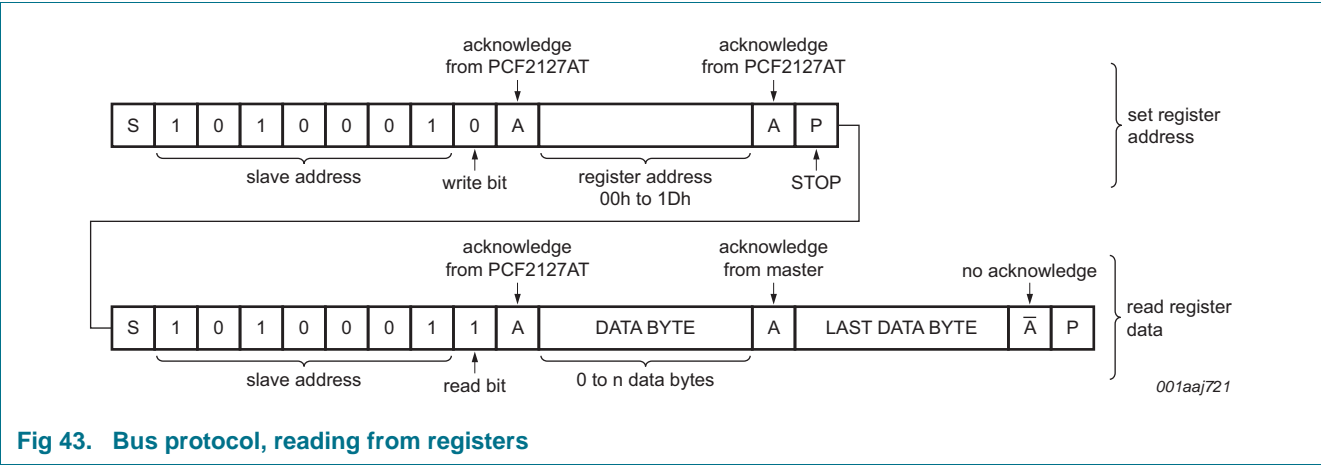 acknowledge
from PCF2127AT
acknowledge
from PCF2127AT
S 1 0 1 0 0 0 1 0 A A P
set register
address
slave address
write bit
register address
00h to 1Dh
STOP
acknowledge
from PCF2127AT
acknowledge
from master
no acknowledge
S 1 0 1 0 0 0 1 1 A DATA BYTE A LAST DATA BYTE A̅ P
read register
data
slave address
read bit
0 to n data bytes
001aaj721
Fig 43. Bus protocol, reading from registers